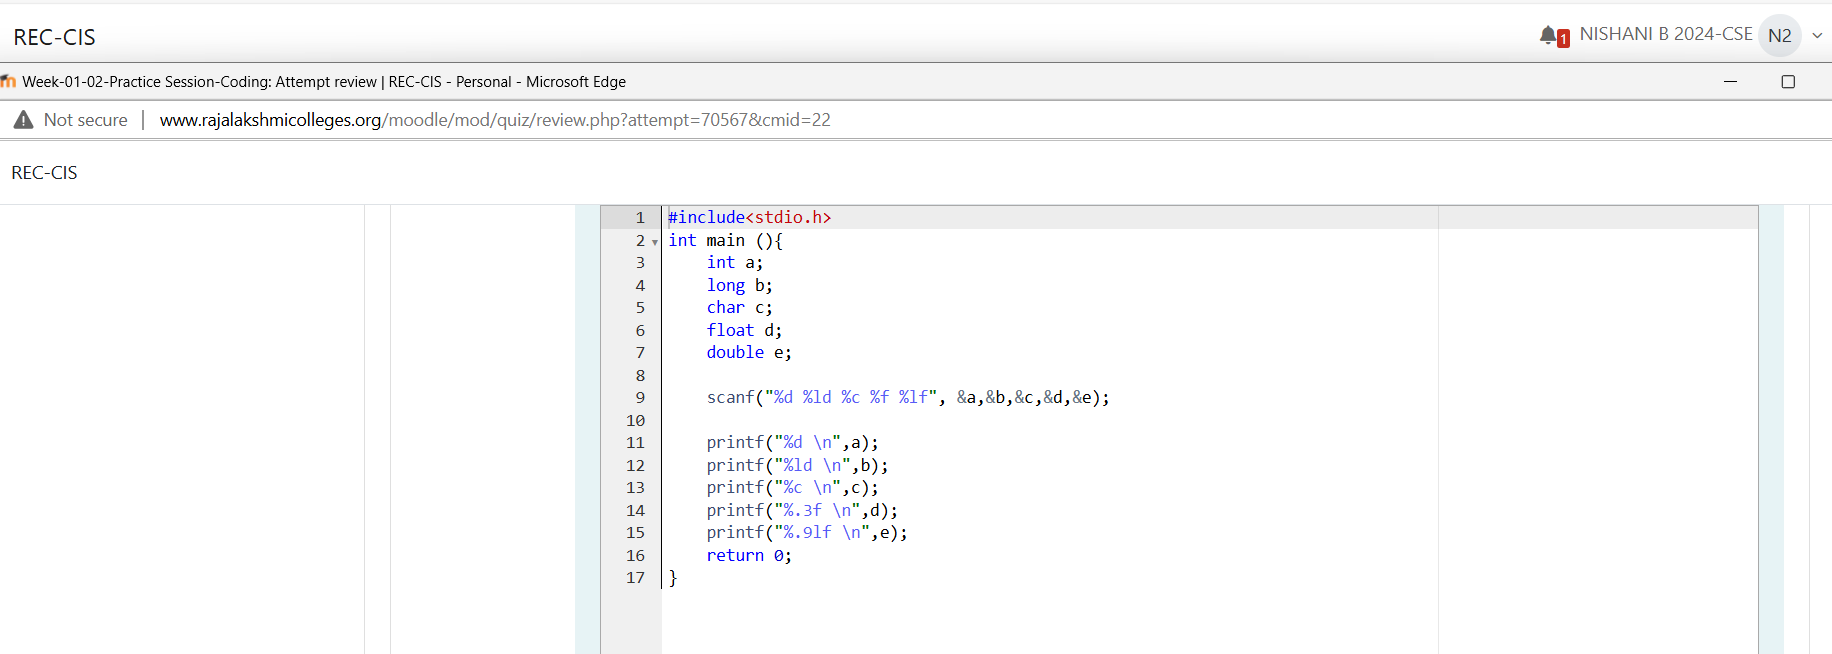 REC-CIS
1 NISHANI B 2024-CSE N2
Week-01-02-Practice Session-Coding: Attempt review | REC-CIS - Personal - Microsoft Edge
Not secure | www.rajalakshmicolleges.org/moodle/mod/quiz/review.php?attempt=70567&cmid=22
REC-CIS
1 #include<stdio.h>
2 int main (){
3     int a;
4     long b;
5     char c;
6     float d;
7     double e;
8
9     scanf("%d %ld %c %f %lf", &a,&b,&c,&d,&e);
10
11     printf("%d \n",a);
12     printf("%ld \n",b);
13     printf("%c \n",c);
14     printf("%.3f \n",d);
15     printf("%.9lf \n",e);
16     return 0;
17 }